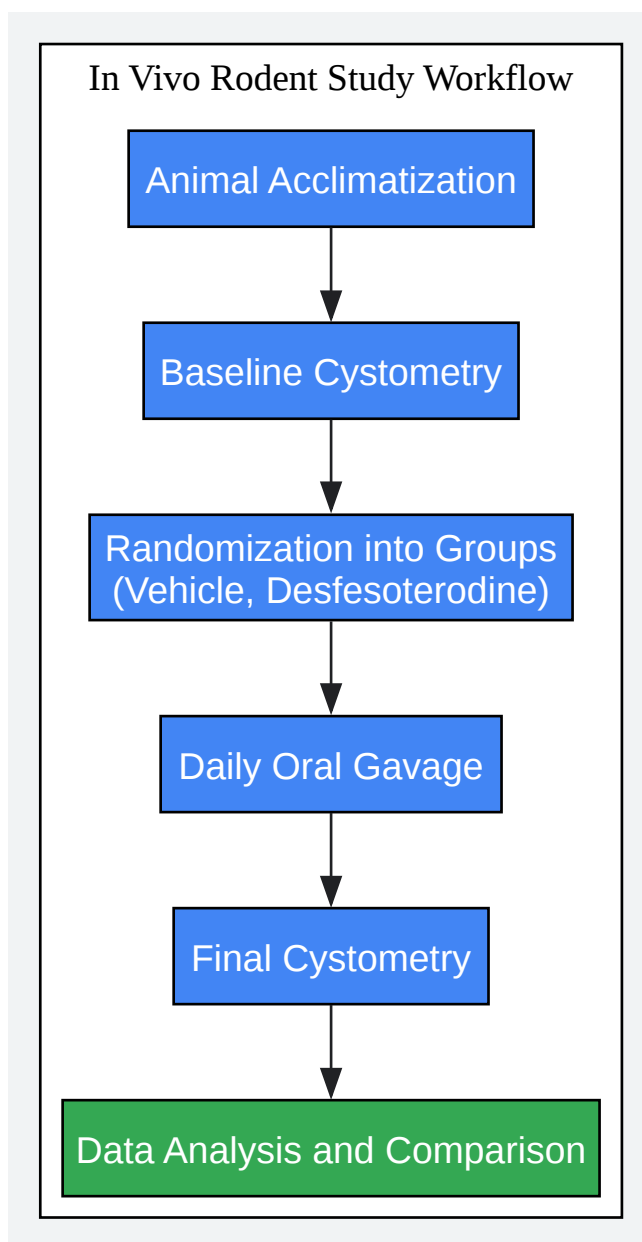 In Vivo Rodent Study Workflow
Animal Acclimatization
Baseline Cystometry
Randomization into Groups
(Vehicle, Desfesoterodine)
Daily Oral Gavage
Final Cystometry
Data Analysis and Comparison